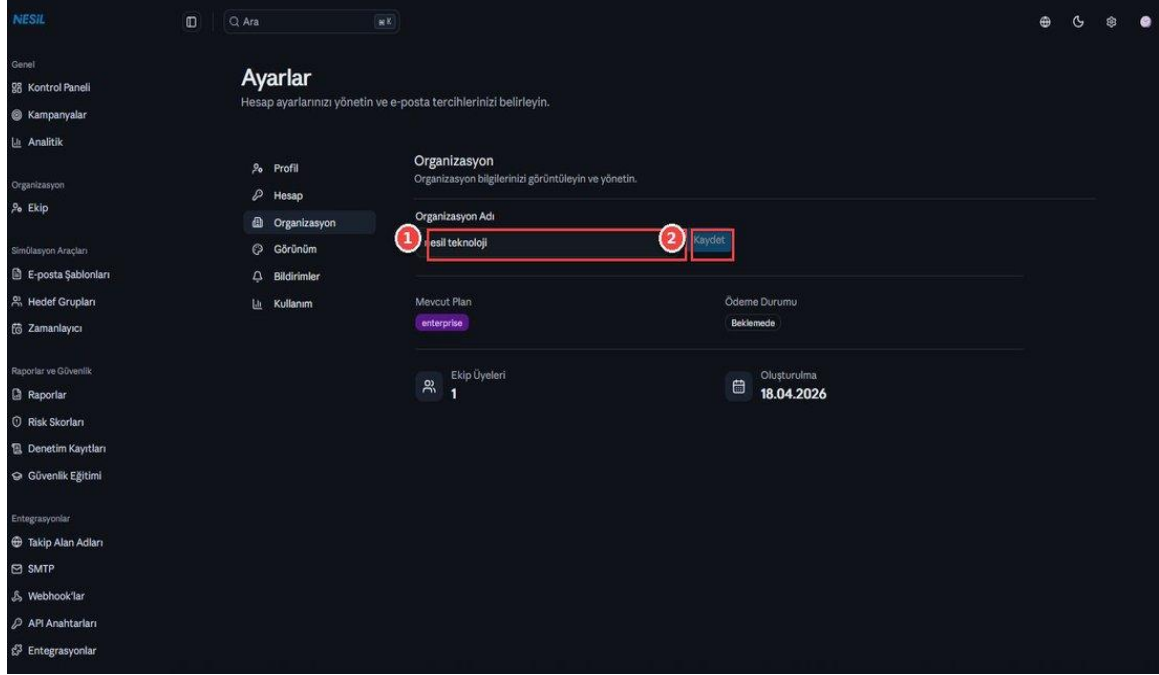 NESİL
Ara
⌘ K
Genel
Kontrol Paneli
Kampanyalar
Analitik
Organizasyon
Ekip
Simülasyon Araçları
E-posta Şablonları
Hedef Grupları
Zamanlayıcı
Raporlar ve Güvenlik
Raporlar
Risk Skorları
Denetim Kayıtları
Güvenlik Eğitimi
Entegrasyonlar
Takip Alan Adları
SMTP
Webhook'lar
API Anahtarları
Entegrasyonlar
Ayarlar
Hesap ayarlarınızı yönetin ve e-posta tercihlerinizi belirleyin.
Profil
Hesap
Organizasyon
Görünüm
Bildirimler
Kullanım
Organizasyon
Organizasyon bilgilerinizi görüntüleyin ve yönetin.
Organizasyon Adı
1 nesil teknoloji 2 Kaydet
Mevcut Plan
enterprise
Ödeme Durumu
Beklemede
Ekip Üyeleri
1
Oluşturulma
18.04.2026